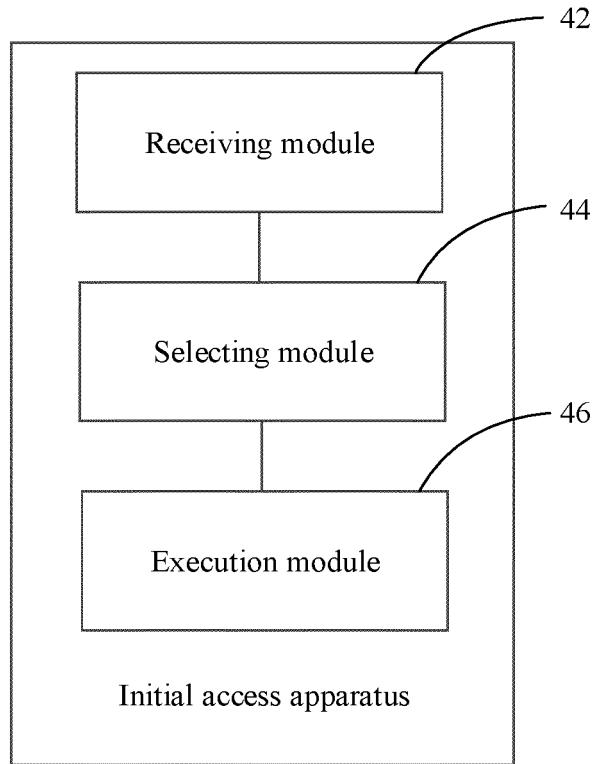 42
Receiving module
44
Selecting module
46
Execution module
Initial access apparatus